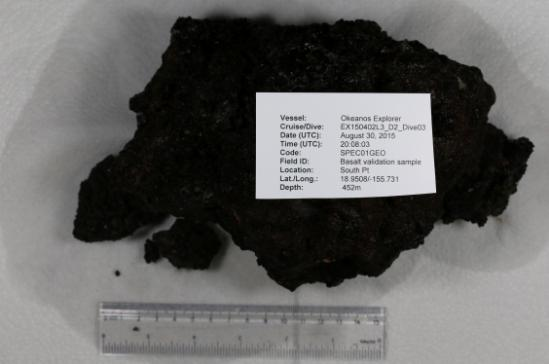 Vessel: Okeanos Explorer
Cruise/Dive: EX150402L3_D2_Dive03
Date (UTC): August 30, 2015
Time (UTC): 20:08:03
Code: SPEC01GEO
Field ID: Basalt validation sample
Location: South Pt
Lat./Long.: 18.9508/-155.731
Depth: 452m